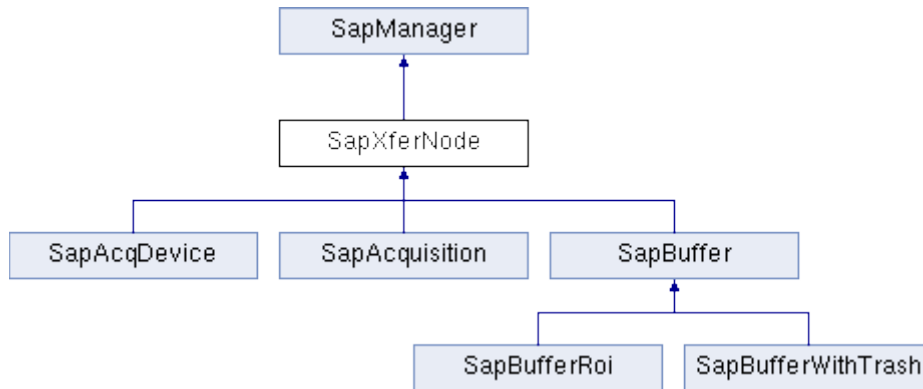 SapManager
SapXferNode
SapAcqDevice
SapAcquisition
SapBuffer
SapBufferRoi
SapBufferWithTrash